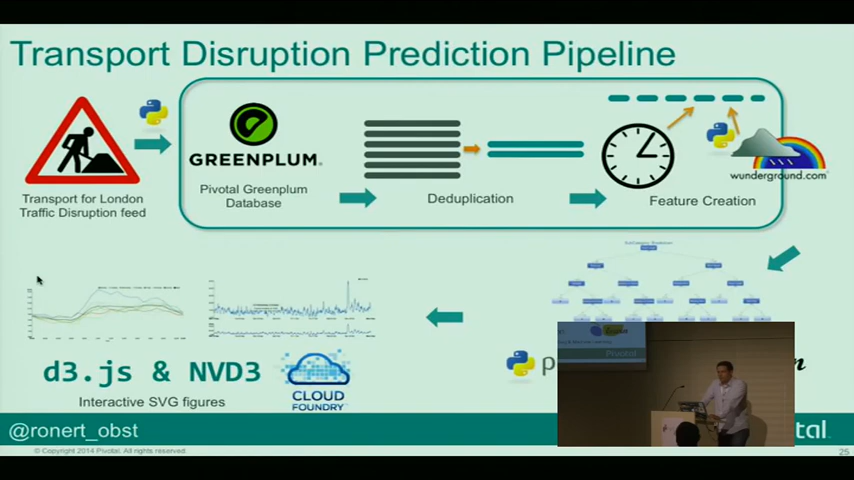 Transport Disruption Prediction Pipeline
GREENPLUM
Pivotal Greenplum
Database
Transport for London
Traffic Disruption feed
Deduplication
wunderground.com
Feature Creation
Pivotal
d3.js & NVD3
CLOUD
FOUNDRY
Interactive SVG figures
@ronert_obst
© Copyright 2014 Pivotal. All rights reserved.
25